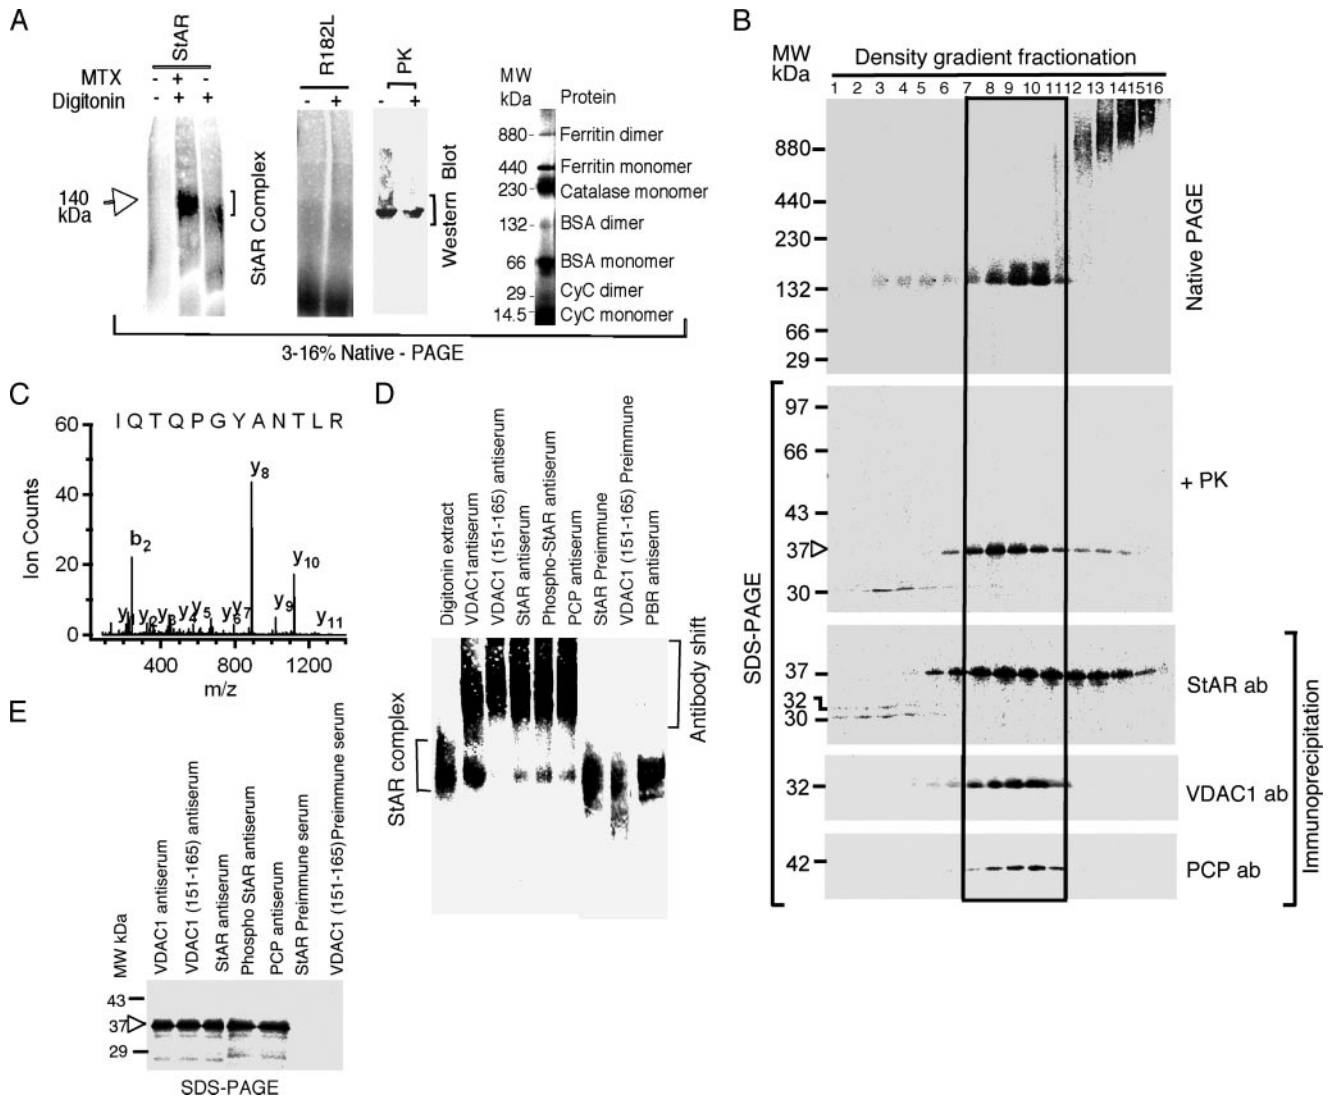 A
StAR
MTX - + -
Digitonin - + +
140 kDa
StAR Complex
R182L
- +
PK
- +
Western Blot
MW kDa
Protein
880 Ferritin dimer
440 Ferritin monomer
230 Catalase monomer
132 BSA dimer
66 BSA monomer
29 CyC dimer
14.5 CyC monomer
3-16% Native - PAGE
B
MW kDa
Density gradient fractionation
1 2 3 4 5 6 7 8 9 10 11 12 13 14 15 16
880
440
230
132
66
29
Native PAGE
97
66
43
37
30
+ PK
SDS-PAGE
37
32
30
StAR ab
32
VDAC1 ab
42
PCP ab
Immunoprecipitation
C
I Q T Q P G Y A N T L R
60
40
20
0
Ion Counts
b2
y
y2
y3
y4
y5
y6
y7
y8
y9
y10
y11
400 800 1200
m/z
D
Digitonin extract
VDAC1antiserum
VDAC1 (151-165) antiserum
StAR antiserum
Phospho-StAR antiserum
PCP antiserum
StAR Preimmune
VDAC1 (151-165) Preimmune
PBR antiserum
StAR complex
Antibody shift
E
MW kDa
VDAC1 antiserum
VDAC1 (151-165) antiserum
StAR antiserum
Phospho StAR antiserum
PCP antiserum
StAR Preimmune serum
VDAC1 (151-165)Preimmune serum
43
37
29
SDS-PAGE